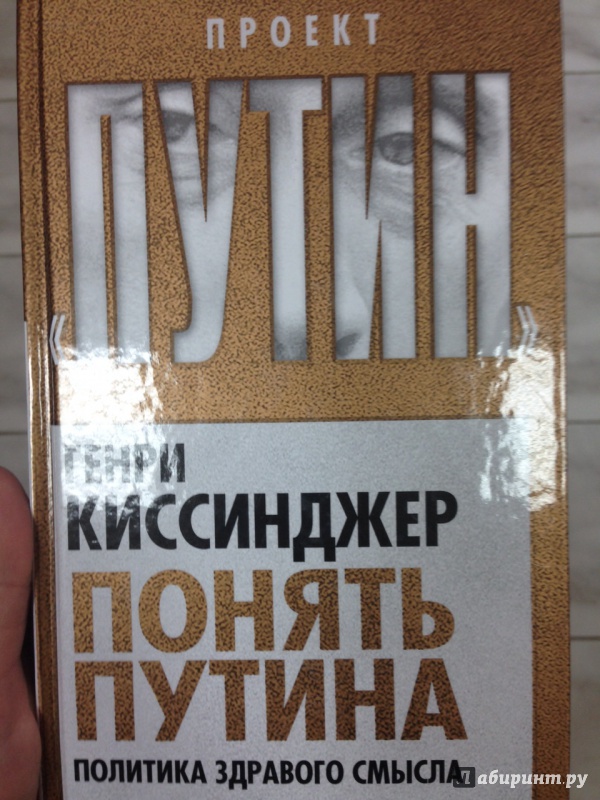 ПРОЕКТ
«ПУТИН»
ГЕНРИ
КИССИНДЖЕР
ПОНЯТЬ
ПУТИНА
ПОЛИТИКА ЗДРАВОГО СМЫСЛА
Лабиринт.ру